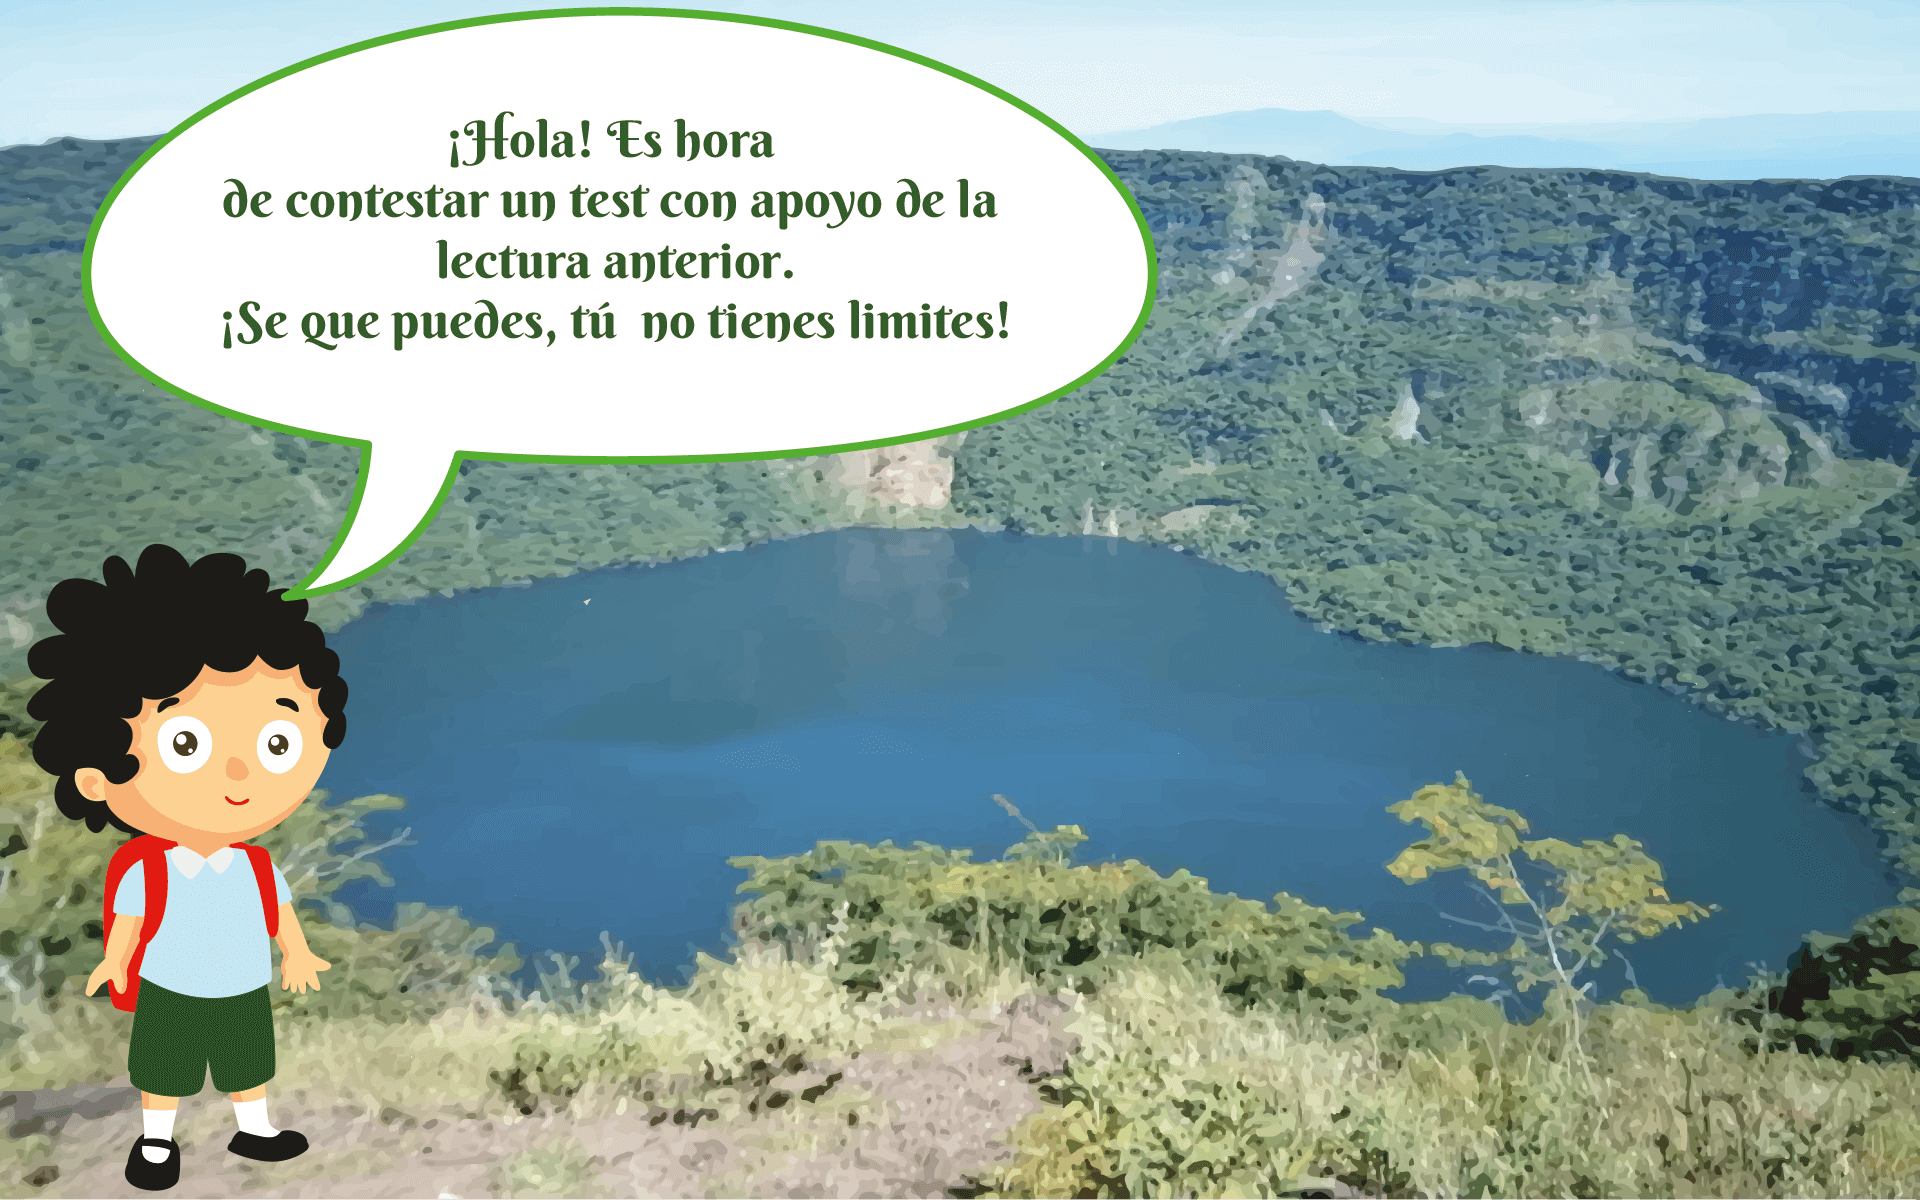 ¡Hola! Es hora
de contestar un test con apoyo de la
lectura anterior.
¡Se que puedes, tú no tienes limites!